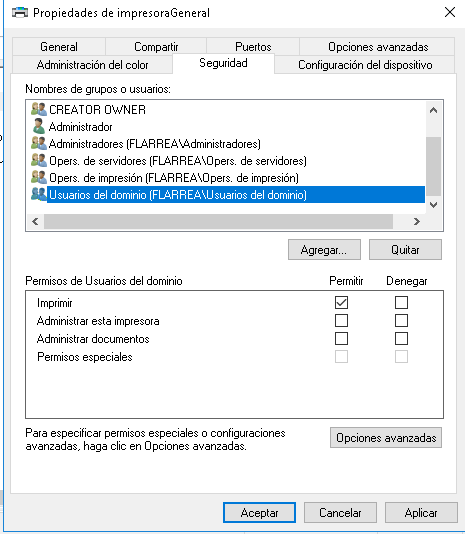 Propiedades de impresoraGeneral
General
Compartir
Puertos
Opciones avanzadas
Administración del color
Seguridad
Configuración del dispositivo
Nombres de grupos o usuarios:
CREATOR OWNER
Administrador
Administradores (FLARREA\Administradores)
Opers. de servidores (FLARREA\Opers. de servidores)
Opers. de impresión (FLARREA\Opers. de impresión)
Usuarios del dominio (FLARREA\Usuarios del dominio)
Agregar...
Quitar
Permisos de Usuarios del dominio
Permitir
Denegar
Imprimir
Administrar esta impresora
Administrar documentos
Permisos especiales
Para especificar permisos especiales o configuraciones
avanzadas, haga clic en Opciones avanzadas.
Opciones avanzadas
Aceptar
Cancelar
Aplicar